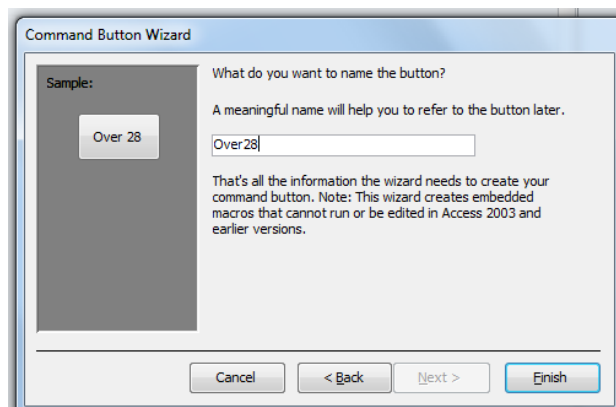 Command Button Wizard
Sample:
Over 28
What do you want to name the button?
A meaningful name will help you to refer to the button later.
Over28
That's all the information the wizard needs to create your
command button. Note: This wizard creates embedded
macros that cannot run or be edited in Access 2003 and
earlier versions.
Cancel
< Back
Next >
Finish